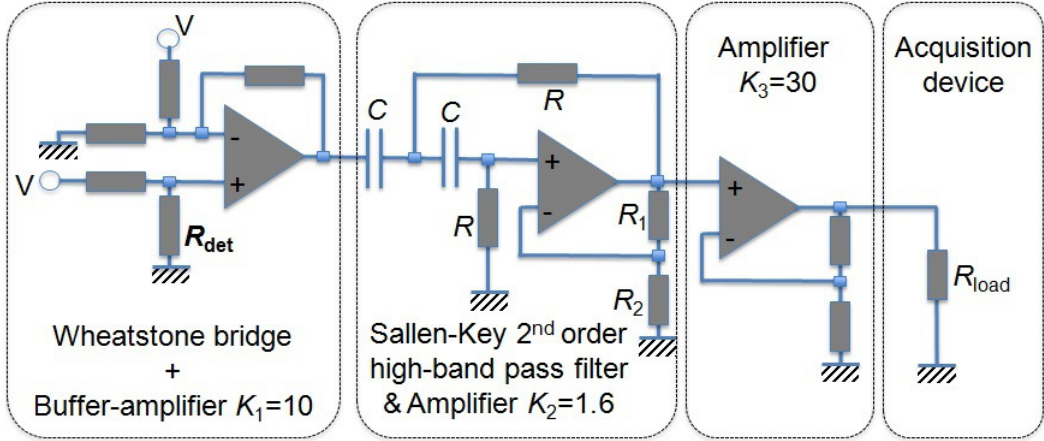 V
-
+
V
R_det
Wheatstone bridge
+
Buffer-amplifier K₁=10
C
C
R
+
-
R
R₁
R₂
Sallen-Key 2nd order
high-band pass filter
& Amplifier K₂=1.6
Amplifier
K₃=30
+
-
Acquisition
device
R_load